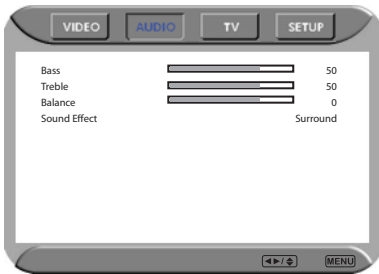 VIDEO AUDIO TV SETUP
Bass 50
Treble 50
Balance 0
Sound Effect Surround
MENU